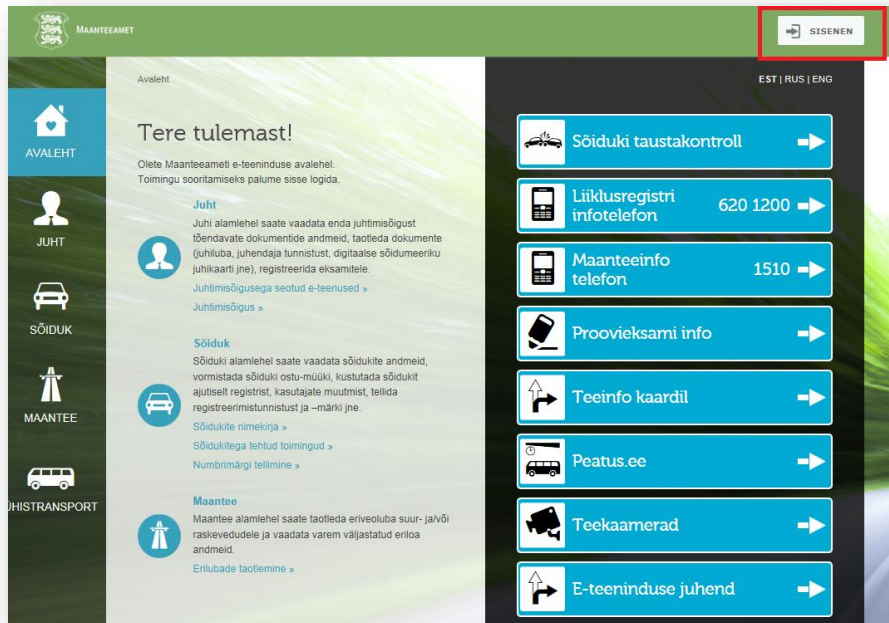 MAANTEEAMET
SISENEN
Avaleht
EST | RUS | ENG
AVALEHT
JUHT
SÕIDUK
MAANTEE
ÜHISTRANSPORT
Tere tulemast!
Olete Maanteeameti e-teeninduse avalehel.
Toimingu sooritamiseks palume sisse logida.
Juht
Juhi alamlehel saate vaadata enda juhtimisõigust
tõendavate dokumentide andmeid, taotleda dokumente
(juhiluba, juhendaja tunnistust, digitaalse sõidumeeriku
juhikaarti jne), registreerida eksamitele.
Juhtimisõigusega seotud e-teenused »
Juhtimisõigus »
Sõiduk
Sõiduki alamlehel saate vaadata sõidukite andmeid,
vormistada sõiduki ostu-müüki, kustutada sõidukit
ajutiselt registrist, kasutajate muutmist, tellida
registreerimistunnistust ja –märki jne.
Sõidukite nimekirja »
Sõidukitega tehtud toimingud »
Numbrimärgi tellimine »
Maantee
Maantee alamlehel saate taotleda eriveoluba suur- ja/või
raskevedudele ja vaadata varem väljastatud eriloa
andmeid.
Erilubade taotlemine »
Sõiduki taustakontroll
Liiklusregistri
infotelefon 620 1200
Maanteeinfo
telefon 1510
Proovieksami info
Teeinfo kaardil
Peatus.ee
Teekaamerad
E-teeninduse juhend